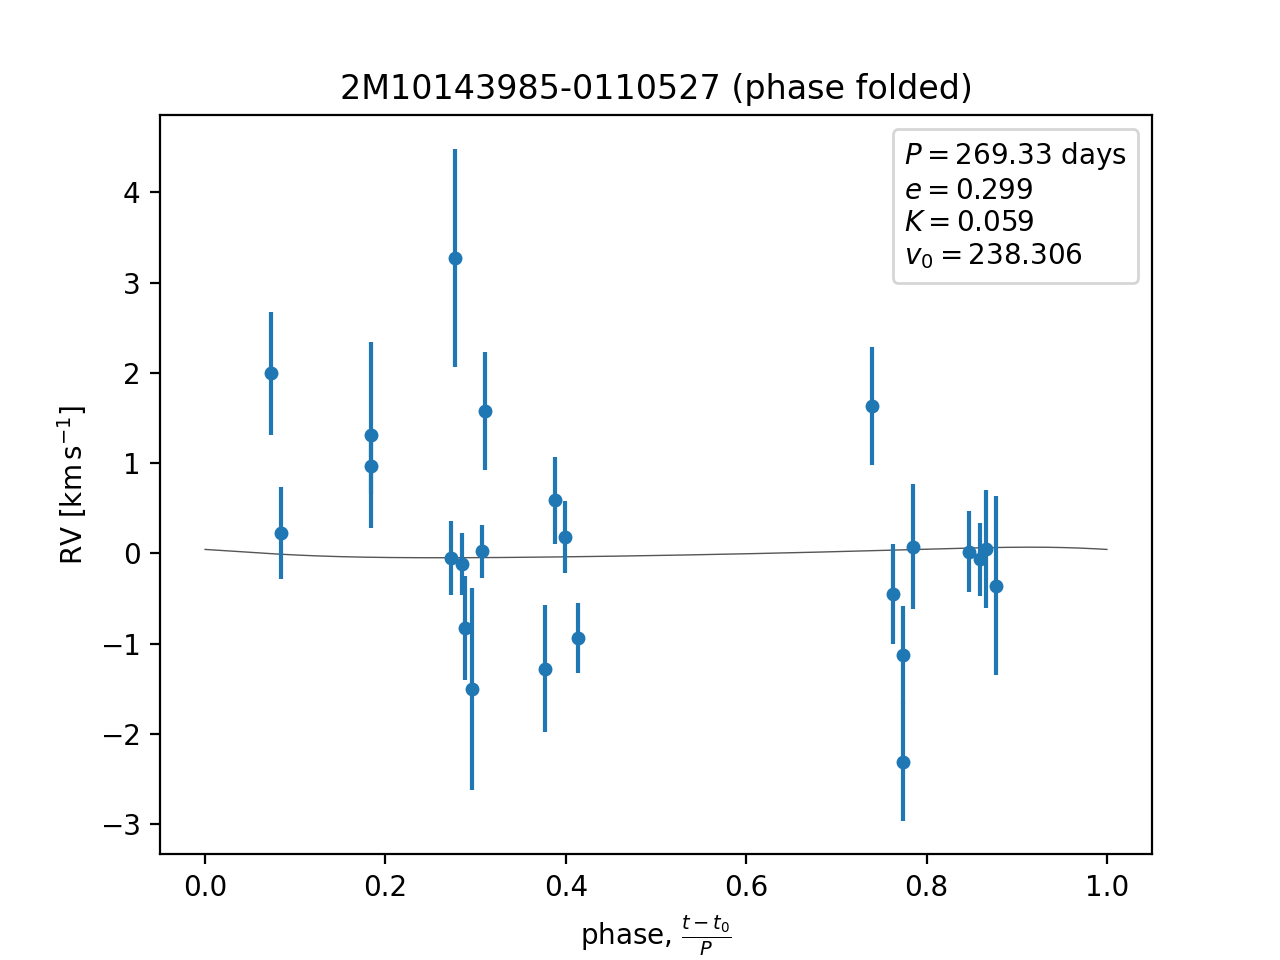 2M10143985-0110527 (phase folded)
P = 269.33 days
e = 0.299
K = 0.059
v₀ = 238.306
RV [km s⁻¹]
4
3
2
1
0
−1
−2
−3
0.0 0.2 0.4 0.6 0.8 1.0
phase, (t − t₀)/P